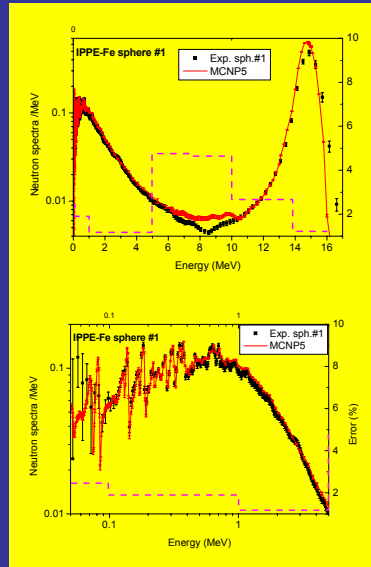 0
IPPE-Fe sphere #1
Exp. sph.#1
MCNP5
Neutron spectra /MeV
0.1
0.006
10
8
6
4
2
0 2 4 6 8 10 12 14 16
Energy (MeV)
0.1 1
IPPE-Fe sphere #1
Exp. sph.#1
MCNP5
Neutron spectra /MeV
0.1
0.01
10
8
6
4
2
Error (%)
0.1 1
Energy (MeV)